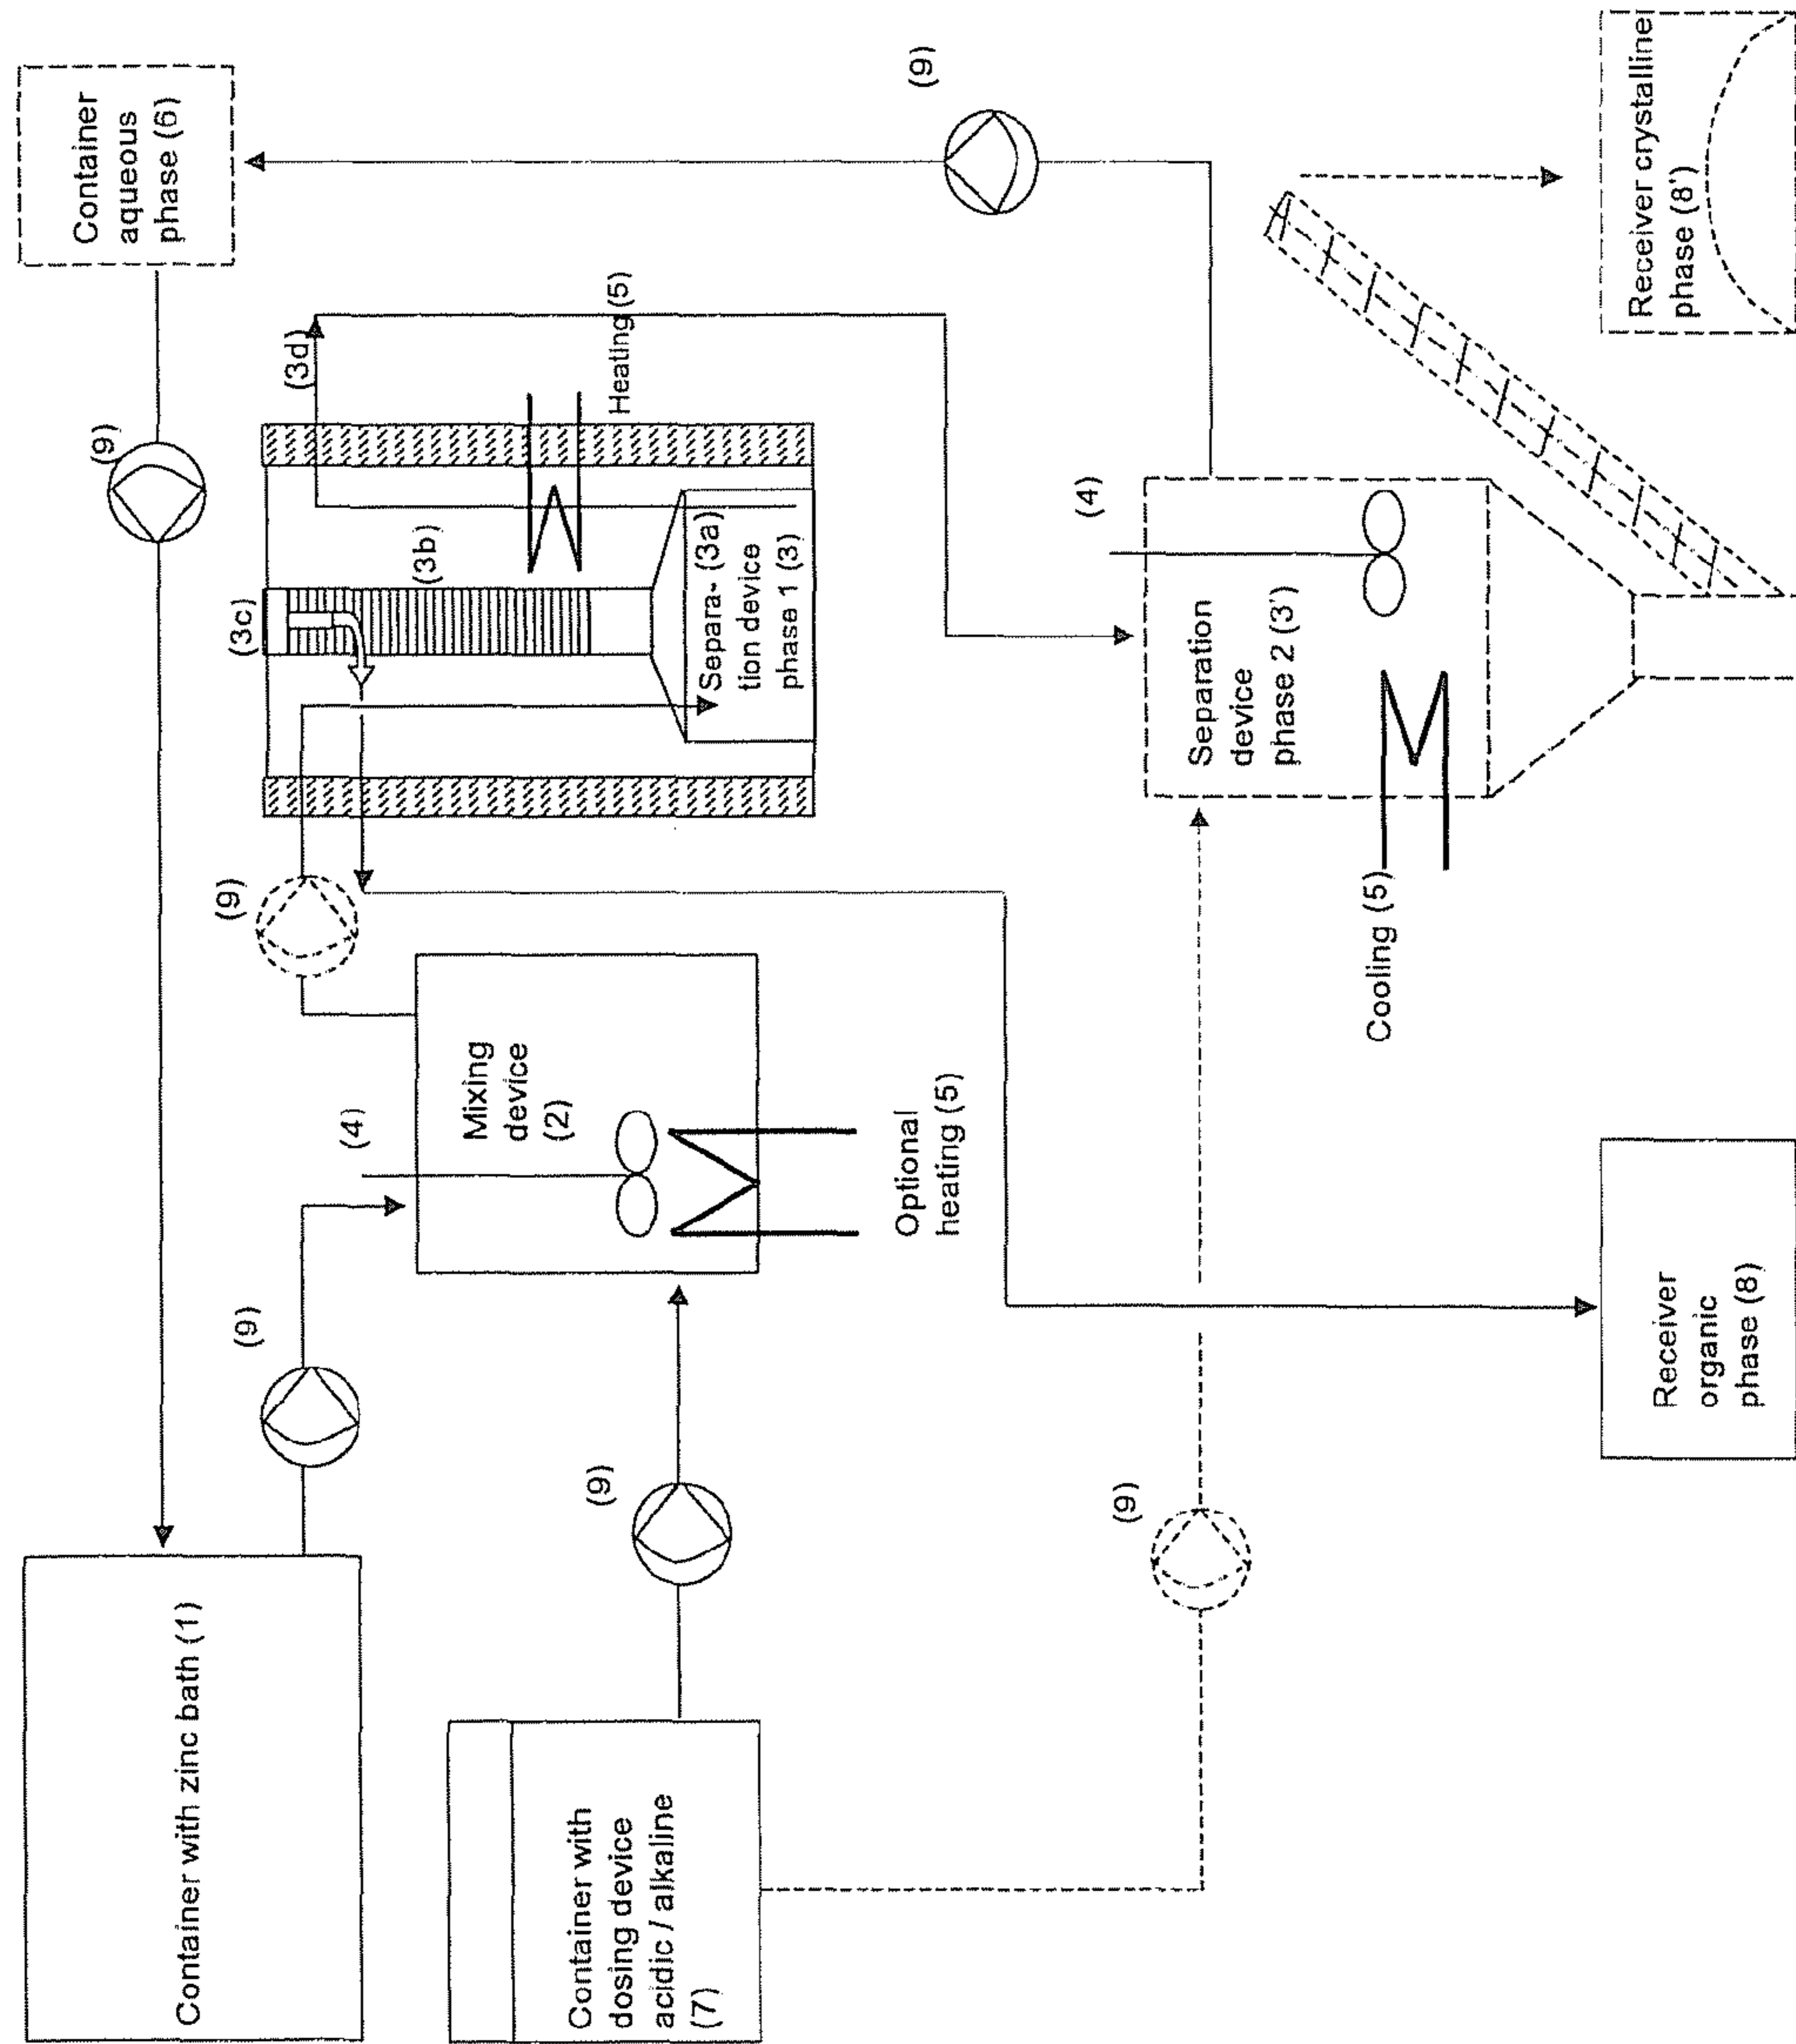 Container with zinc bath (1)
(9)
Container
aqueous
phase (6)
(9)
(9)
(3c)
(3b)
(3d)
Heating (5)
Separa- (3a)
tion device
phase 1 (3)
(9)
(4)
Mixing
device
(2)
Optional
heating (5)
Container with
dosing device
acidic / alkaline
(7)
(9)
(9)
(4)
Separation
device
phase 2 (3')
Cooling (5)
(9)
Receiver
organic
phase (8)
Receiver crystalline
phase (8')